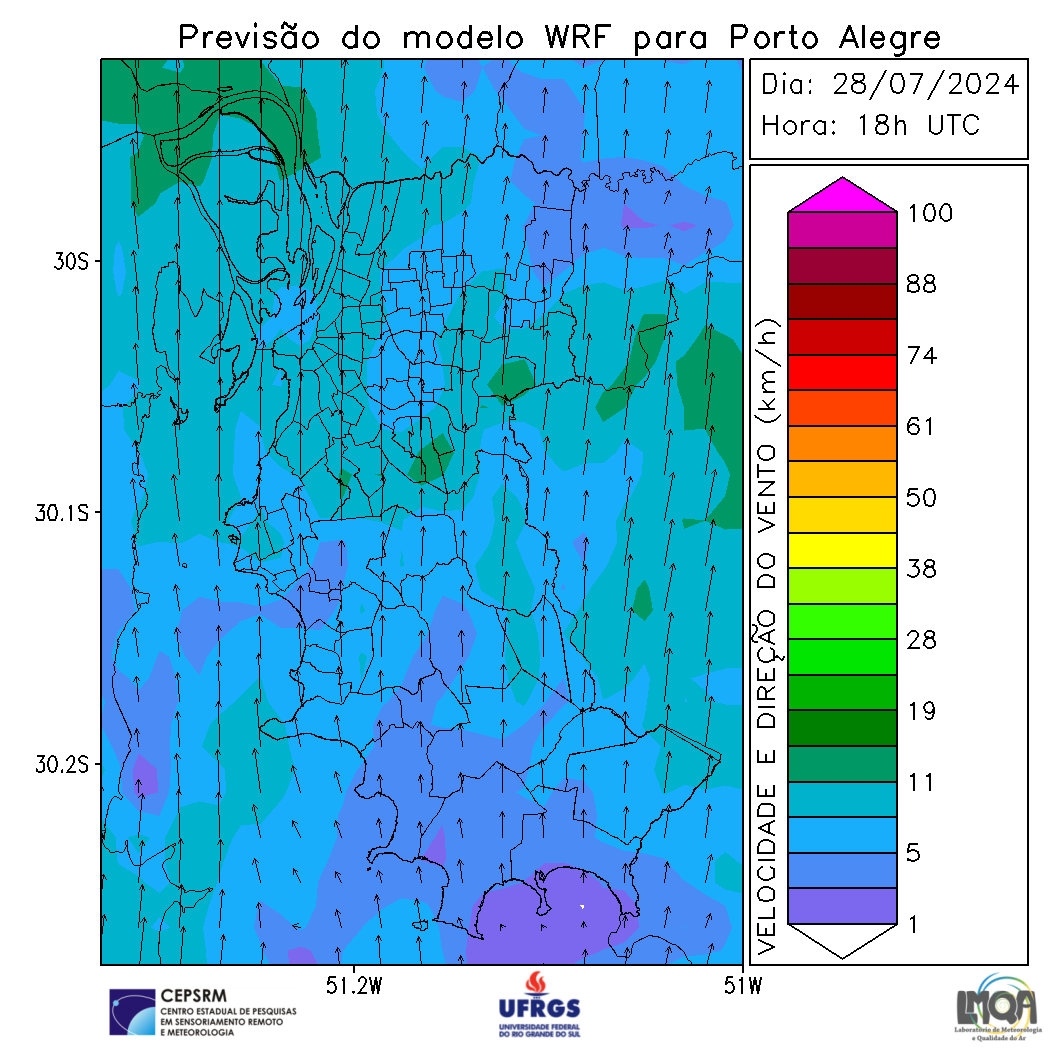 Previsão do modelo WRF para Porto Alegre
Dia: 28/07/2024
Hora: 18h UTC
100
88
74
61
50
38
28
19
11
5
1
VELOCIDADE E DIREÇÃO DO VENTO (km/h)
30S
30.1S
30.2S
51.2W
51W
CEPSRM
CENTRO ESTADUAL DE PESQUISAS
EM SENSORIAMENTO REMOTO
E METEOROLOGIA
UFRGS
UNIVERSIDADE FEDERAL
DO RIO GRANDE DO SUL
LMQA
Laboratório de Meteorologia
e Qualidade do Ar